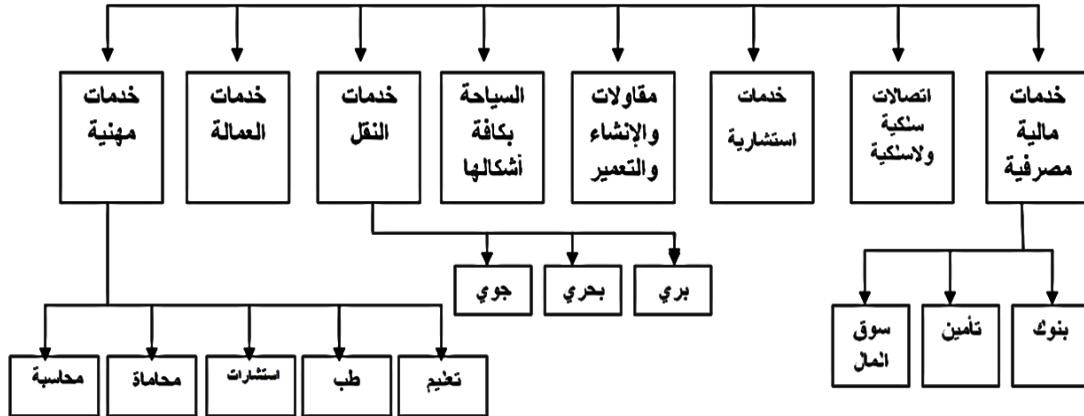 خدمات
مالية
مصرفية
اتصالات
سلكية
ولاسلكية
خدمات
استشارية
مقاولات
والإنشاء
والتعمير
السياحة
بكافة
أشكالها
خدمات
النقل
خدمات
العمالة
خدمات
مهنية
بري
بحري
جوي
بنوك
تأمين
سوق
المال
تعليم
طب
استشارات
محاماة
محاسبة